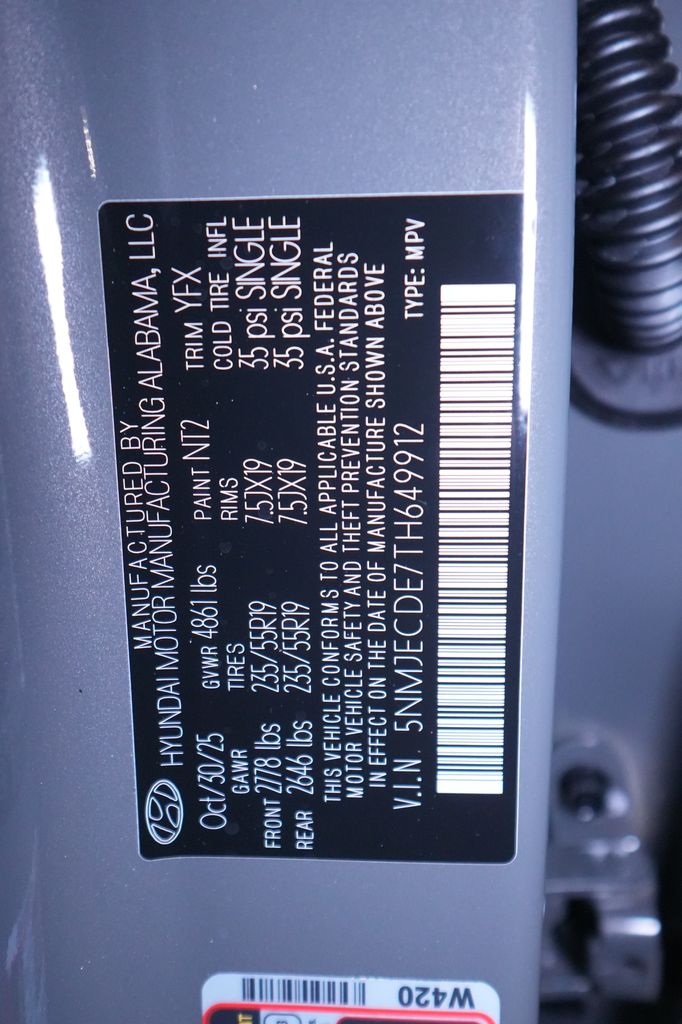 MANUFACTURED BY
HYUNDAI MOTOR MANUFACTURING ALABAMA, LLC
Oct/30/25 GVWR 4861 lbs PAINT NT2 TRIM YFX
GAWR TIRES RIMS COLD TIRE INFL
FRONT 2778 lbs 235/55R19 7.5JX19 35 psi SINGLE
REAR 2646 lbs 235/55R19 7.5JX19 35 psi SINGLE
THIS VEHICLE CONFORMS TO ALL APPLICABLE U.S.A. FEDERAL
MOTOR VEHICLE SAFETY AND THEFT PREVENTION STANDARDS
IN EFFECT ON THE DATE OF MANUFACTURE SHOWN ABOVE
V.I.N. 5NMJECDE7TH649912 TYPE: MPV
W420